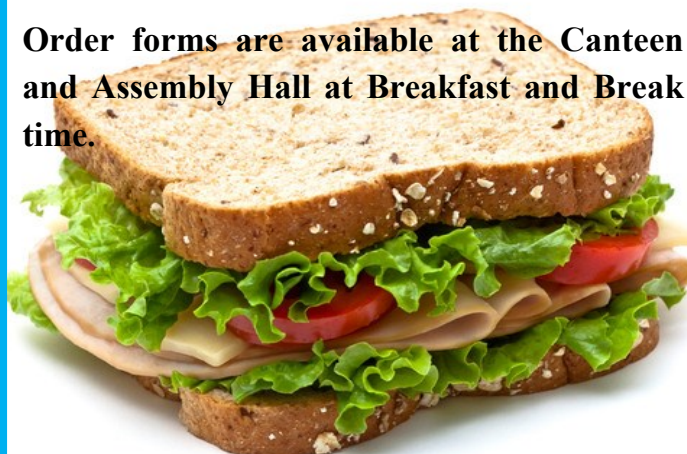 Order forms are available at the Canteen
and Assembly Hall at Breakfast and Break
time.